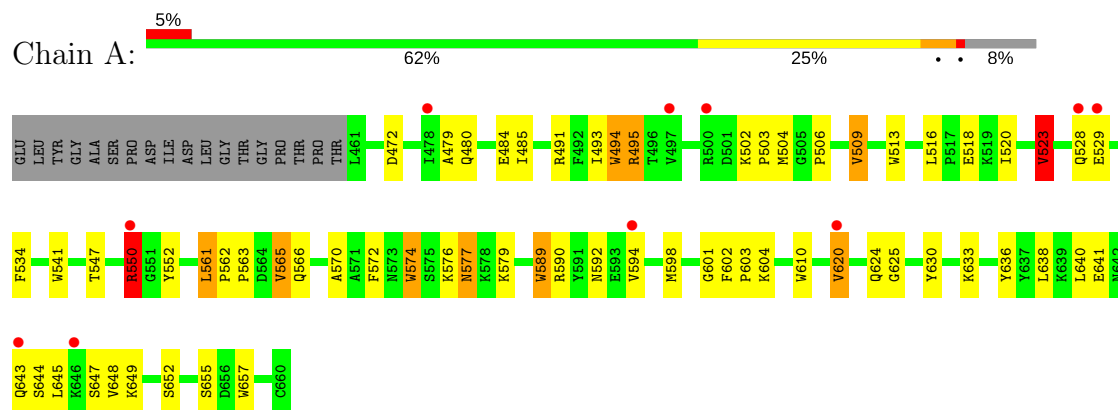 5%
Chain A:
62% 25% • • 8%
GLU LEU TYR GLY ALA SER PRO ASP ILE ASP LEU GLY THR GLY PRO THR PRO THR L461 D472 I478 A479 Q480 E484 I485 R491 F492 I493 W494 R495 T496 V497 R500 D501 K502 P503 M504 G505 P506 V509 W513 L516 P517 E518 K519 I520 V523 Q528 E529
F534 W541 T547 R550 G551 Y552 L561 P562 P563 D564 V565 Q566 A570 A571 F572 N573 W574 S575 K576 N577 K578 K579 W589 R590 Y591 N592 E593 V594 M598 G601 F602 P603 K604 W610 V620 Q624 G625 Y630 K633 Y636 Y637 L638 K639 L640 E641
Q643 S644 L645 K646 S647 V648 K649 S652 S655 D656 W657 C660